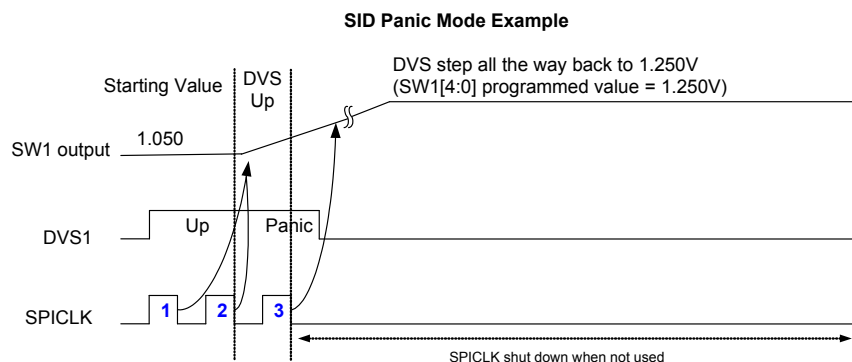 SID Panic Mode Example
DVS step all the way back to 1.250V
(SW1[4:0] programmed value = 1.250V)
Starting Value
DVS
Up
1.050
SW1 output
Up
Panic
DVS1
1
2
3
SPICLK
SPICLK shut down when not used